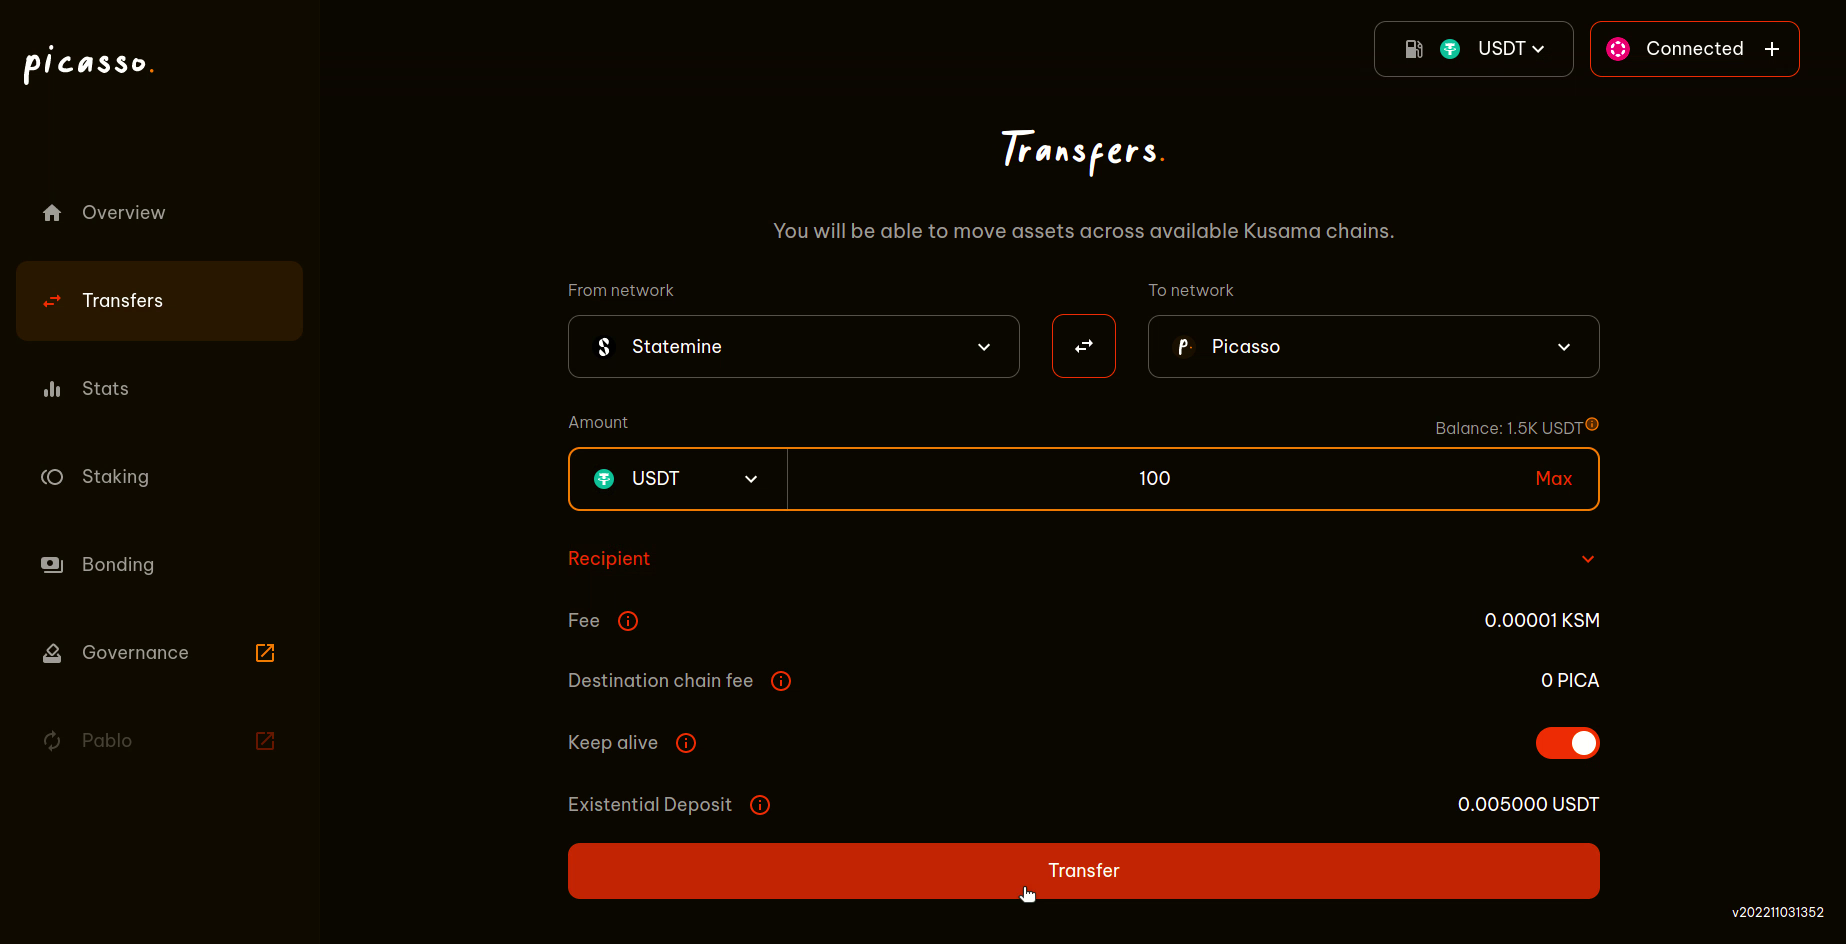 picasso.
USDT
Connected
Overview
Transfers
Stats
Staking
Bonding
Governance
Pablo
Transfers.
You will be able to move assets across available Kusama chains.
From network
To network
Statemine
Picasso
Amount
Balance: 1.5K USDT
USDT
100
Max
Recipient
Fee
0.00001 KSM
Destination chain fee
0 PICA
Keep alive
Existential Deposit
0.005000 USDT
Transfer
v202211031352